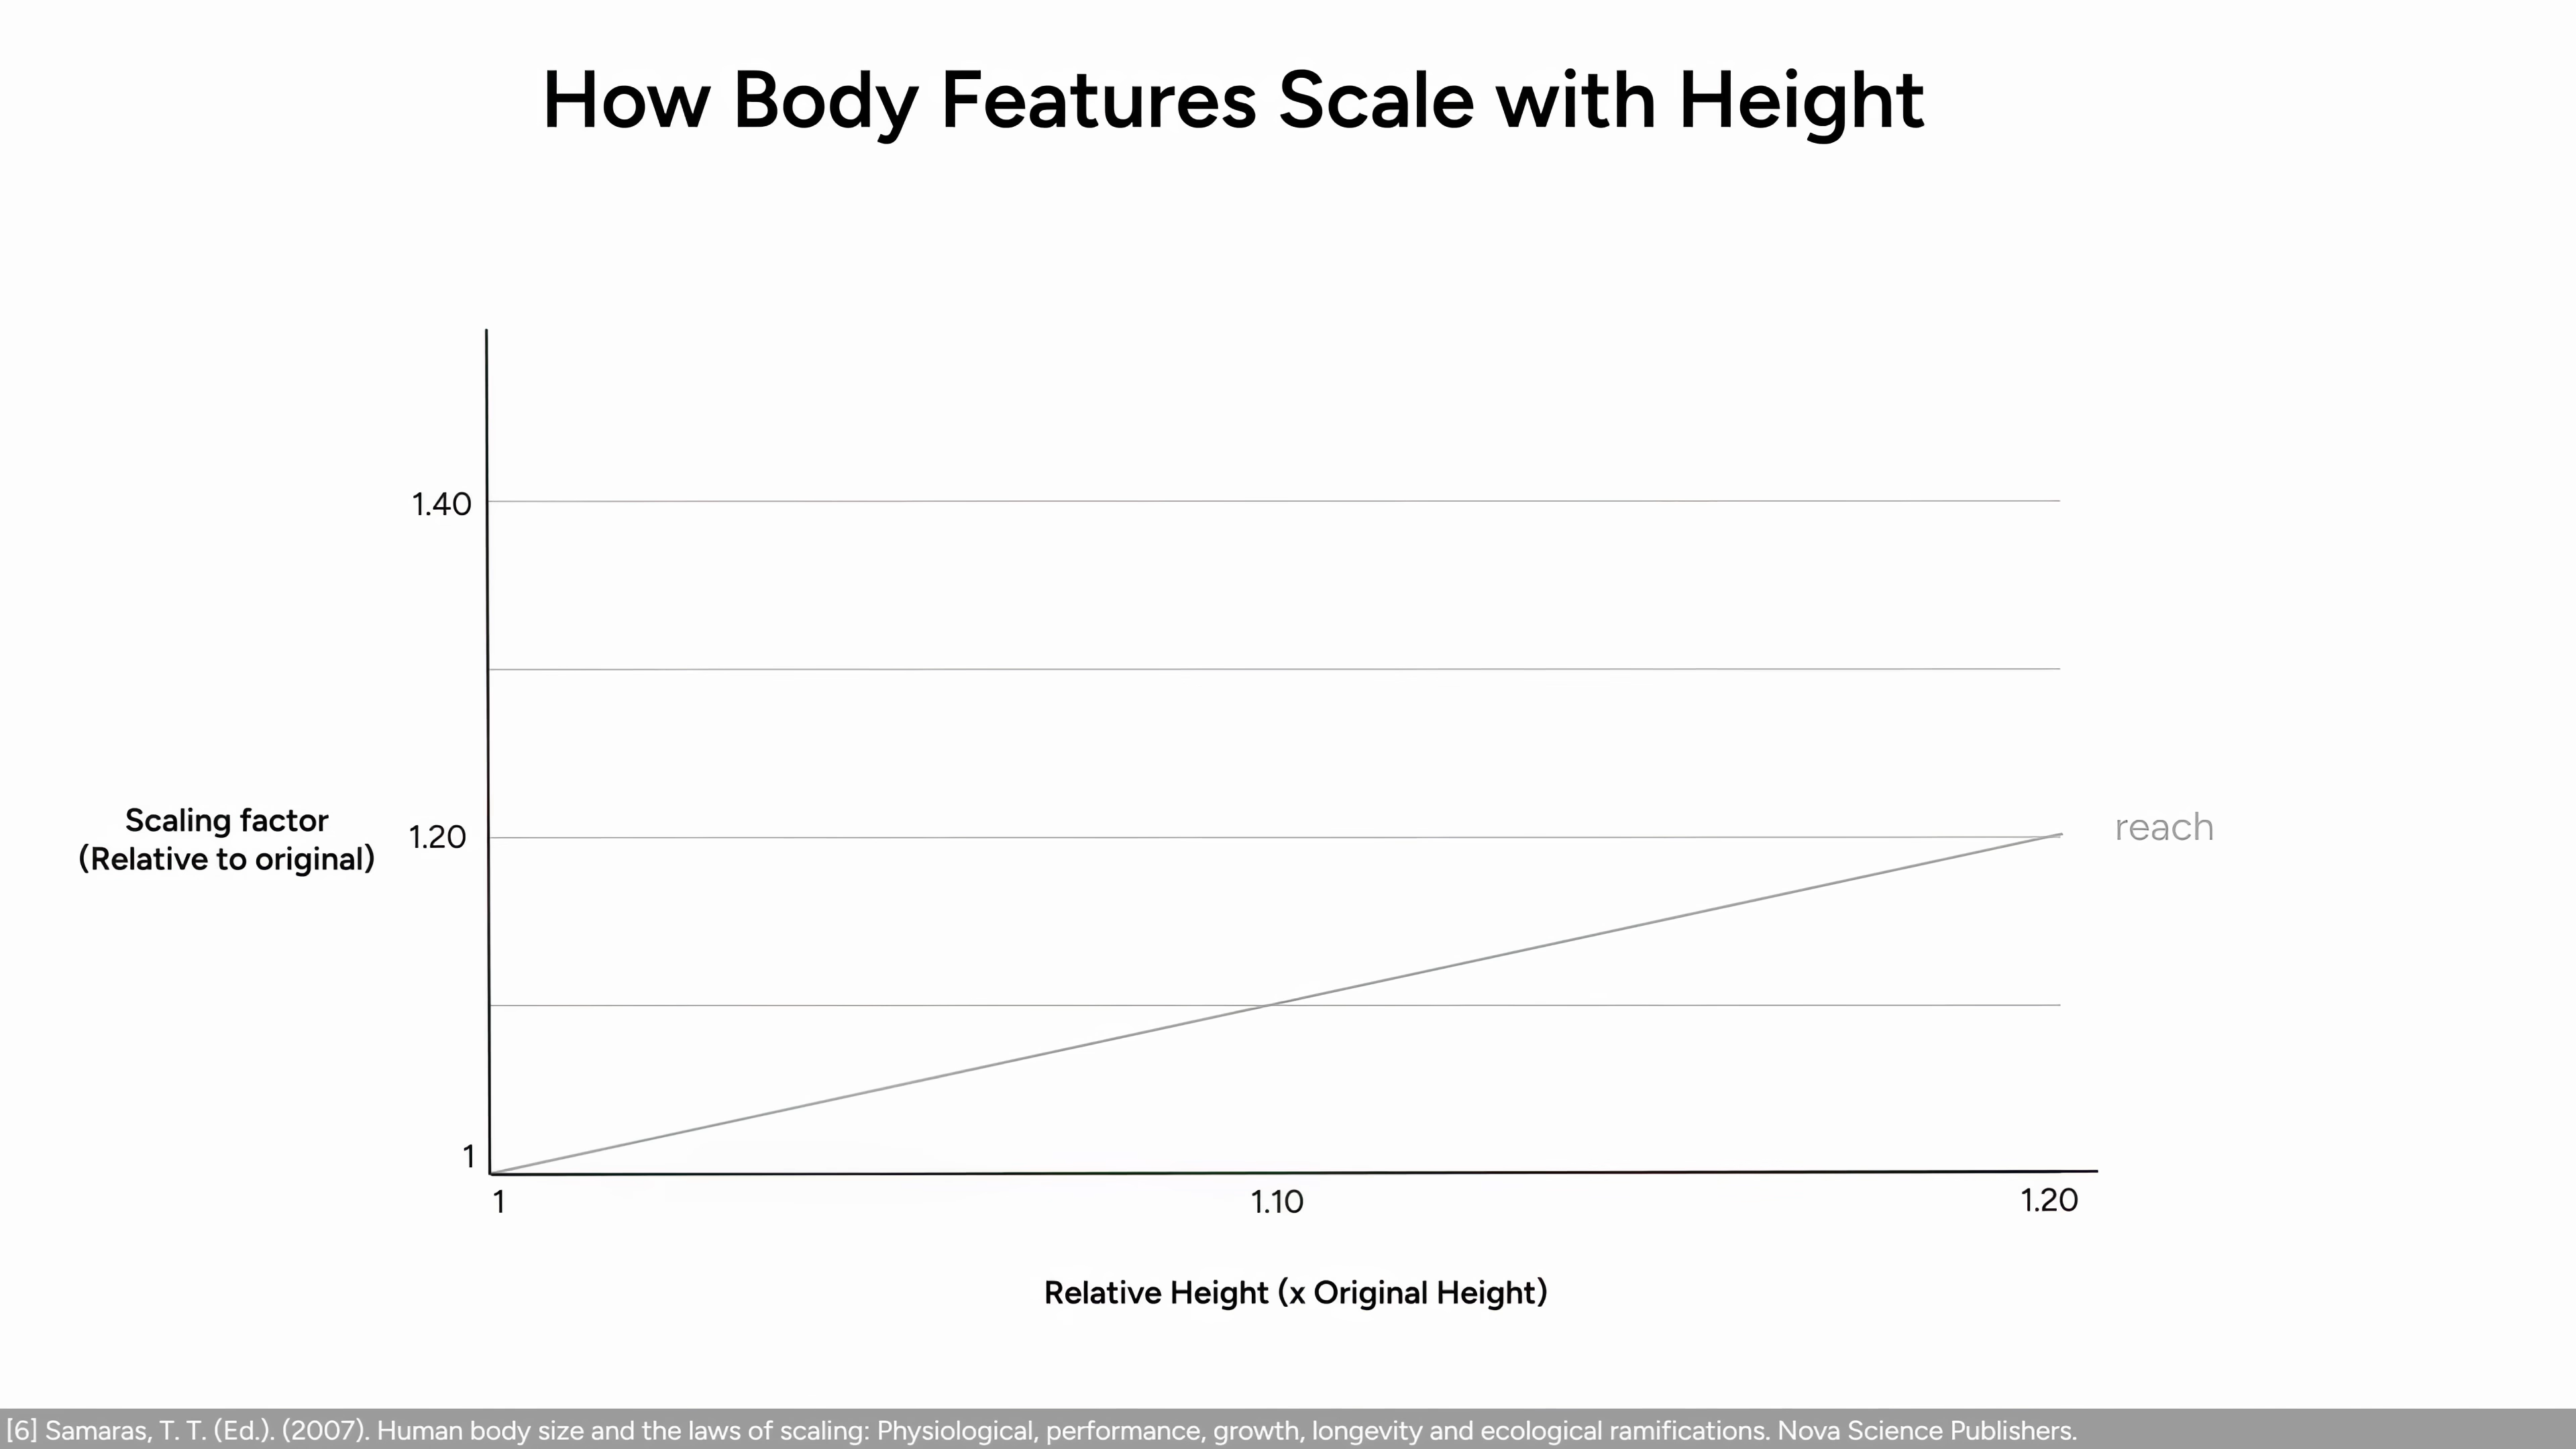 How Body Features Scale with Height
1.40
Scaling factor
(Relative to original)
1.20
reach
1
1
1.10
1.20
Relative Height (x Original Height)
[6] Samaras, T. T. (Ed.). (2007). Human body size and the laws of scaling: Physiological, performance, growth, longevity and ecological ramifications. Nova Science Publishers.